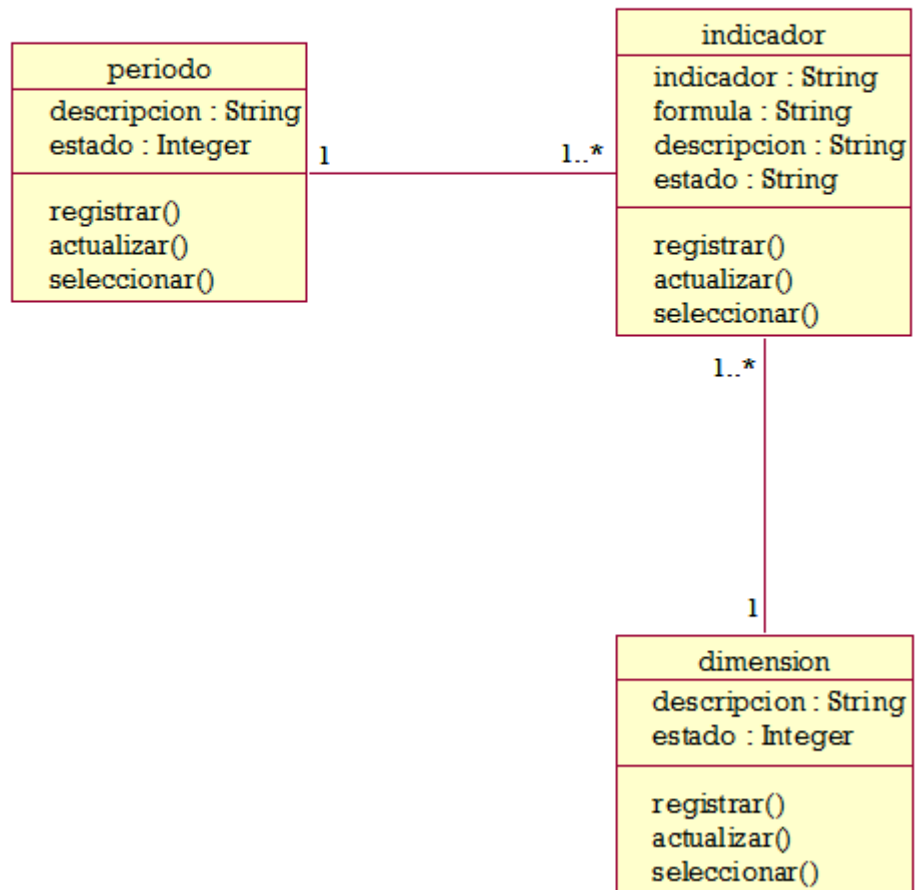 periodo
descripcion : String
estado : Integer
registrar()
actualizar()
seleccionar()
1
1..*
indicador
indicador : String
formula : String
descripcion : String
estado : String
registrar()
actualizar()
seleccionar()
1..*
1
dimension
descripcion : String
estado : Integer
registrar()
actualizar()
seleccionar()